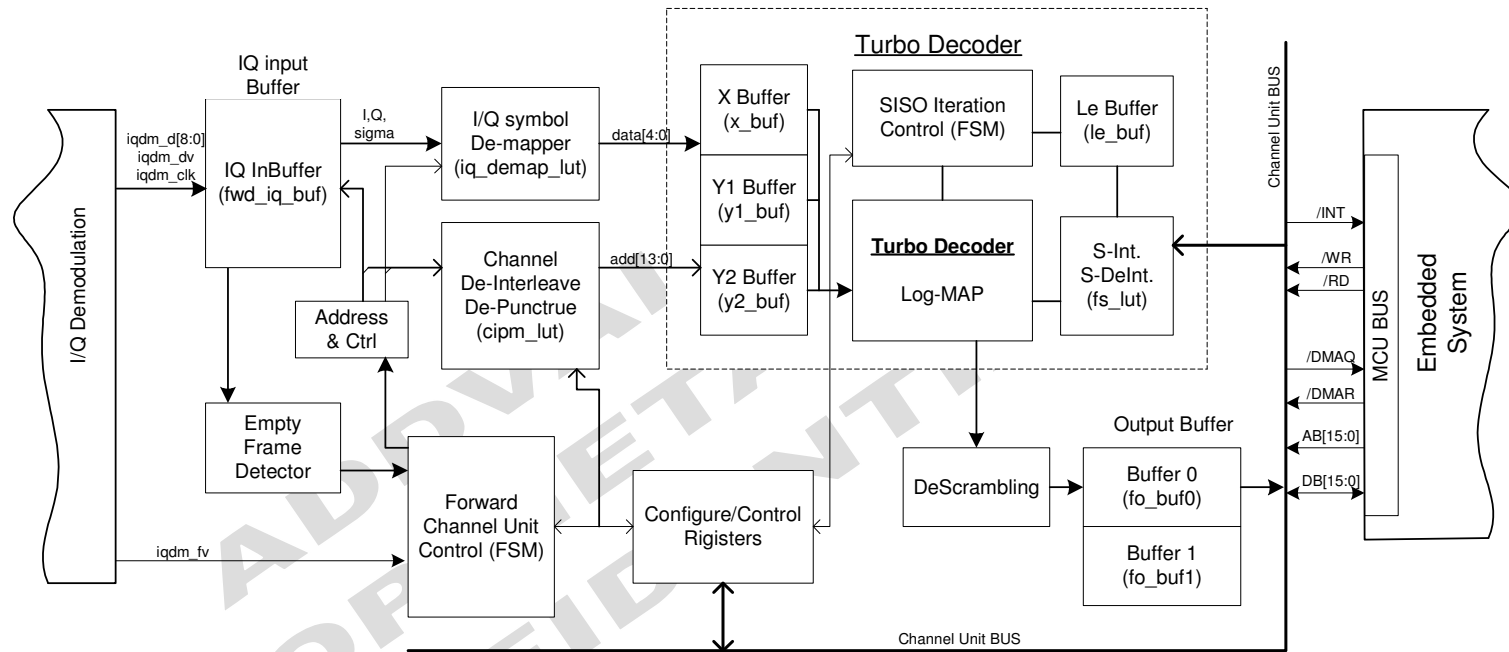 Turbo Decoder
IQ input
Buffer
I/Q Demodulation
iqdm_d[8:0]
iqdm_dv
iqdm_clk
IQ InBuffer
(fwd_iq_buf)
I,Q,
sigma
I/Q symbol
De-mapper
(iq_demap_lut)
data[4:0]
X Buffer
(x_buf)
Y1 Buffer
(y1_buf)
Y2 Buffer
(y2_buf)
SISO Iteration
Control (FSM)
Le Buffer
(le_buf)
Turbo Decoder
Log-MAP
S-Int.
S-DeInt.
(fs_lut)
Channel
De-Interleave
De-Punctrue
(cipm_lut)
add[13:0]
Address
& Ctrl
Empty
Frame
Detector
Forward
Channel Unit
Control (FSM)
iqdm_fv
Configure/Control
Rigisters
DeScrambling
Output Buffer
Buffer 0
(fo_buf0)
Buffer 1
(fo_buf1)
Channel Unit BUS
Channel Unit BUS
/INT
/WR
/RD
/DMAQ
/DMAR
AB[15:0]
DB[15:0]
MCU BUS
Embedded
System